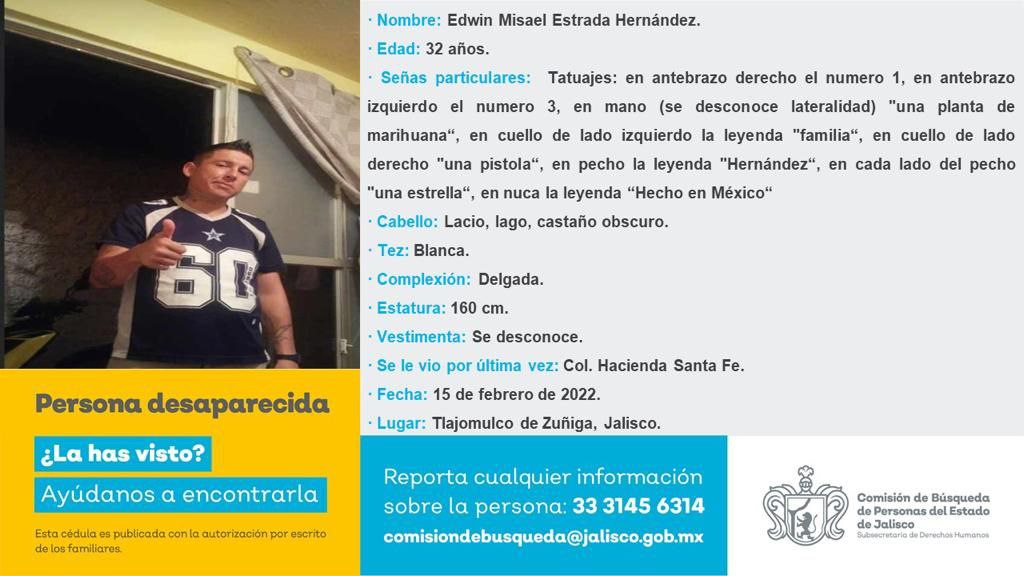 · Nombre: Edwin Misael Estrada Hernández.
· Edad: 32 años.
· Señas particulares: Tatuajes: en antebrazo derecho el numero 1, en antebrazo
izquierdo el numero 3, en mano (se desconoce lateralidad) "una planta de
marihuana“, en cuello de lado izquierdo la leyenda "familia“, en cuello de lado
derecho "una pistola“, en pecho la leyenda "Hernández“, en cada lado del pecho
"una estrella“, en nuca la leyenda “Hecho en México“
· Cabello: Lacio, lago, castaño obscuro.
· Tez: Blanca.
· Complexión: Delgada.
· Estatura: 160 cm.
· Vestimenta: Se desconoce.
· Se le vio por última vez: Col. Hacienda Santa Fe.
· Fecha: 15 de febrero de 2022.
· Lugar: Tlajomulco de Zuñiga, Jalisco.
60
Persona desaparecida
¿La has visto?
Ayúdanos a encontrarla
Esta cédula es publicada con la autorización por escrito
de los familiares.
Reporta cualquier información
sobre la persona: 33 3145 6314
comisiondebusqueda@jalisco.gob.mx
Comisión de Búsqueda
de Personas del Estado
de Jalisco
Subsecretaría de Derechos Humanos